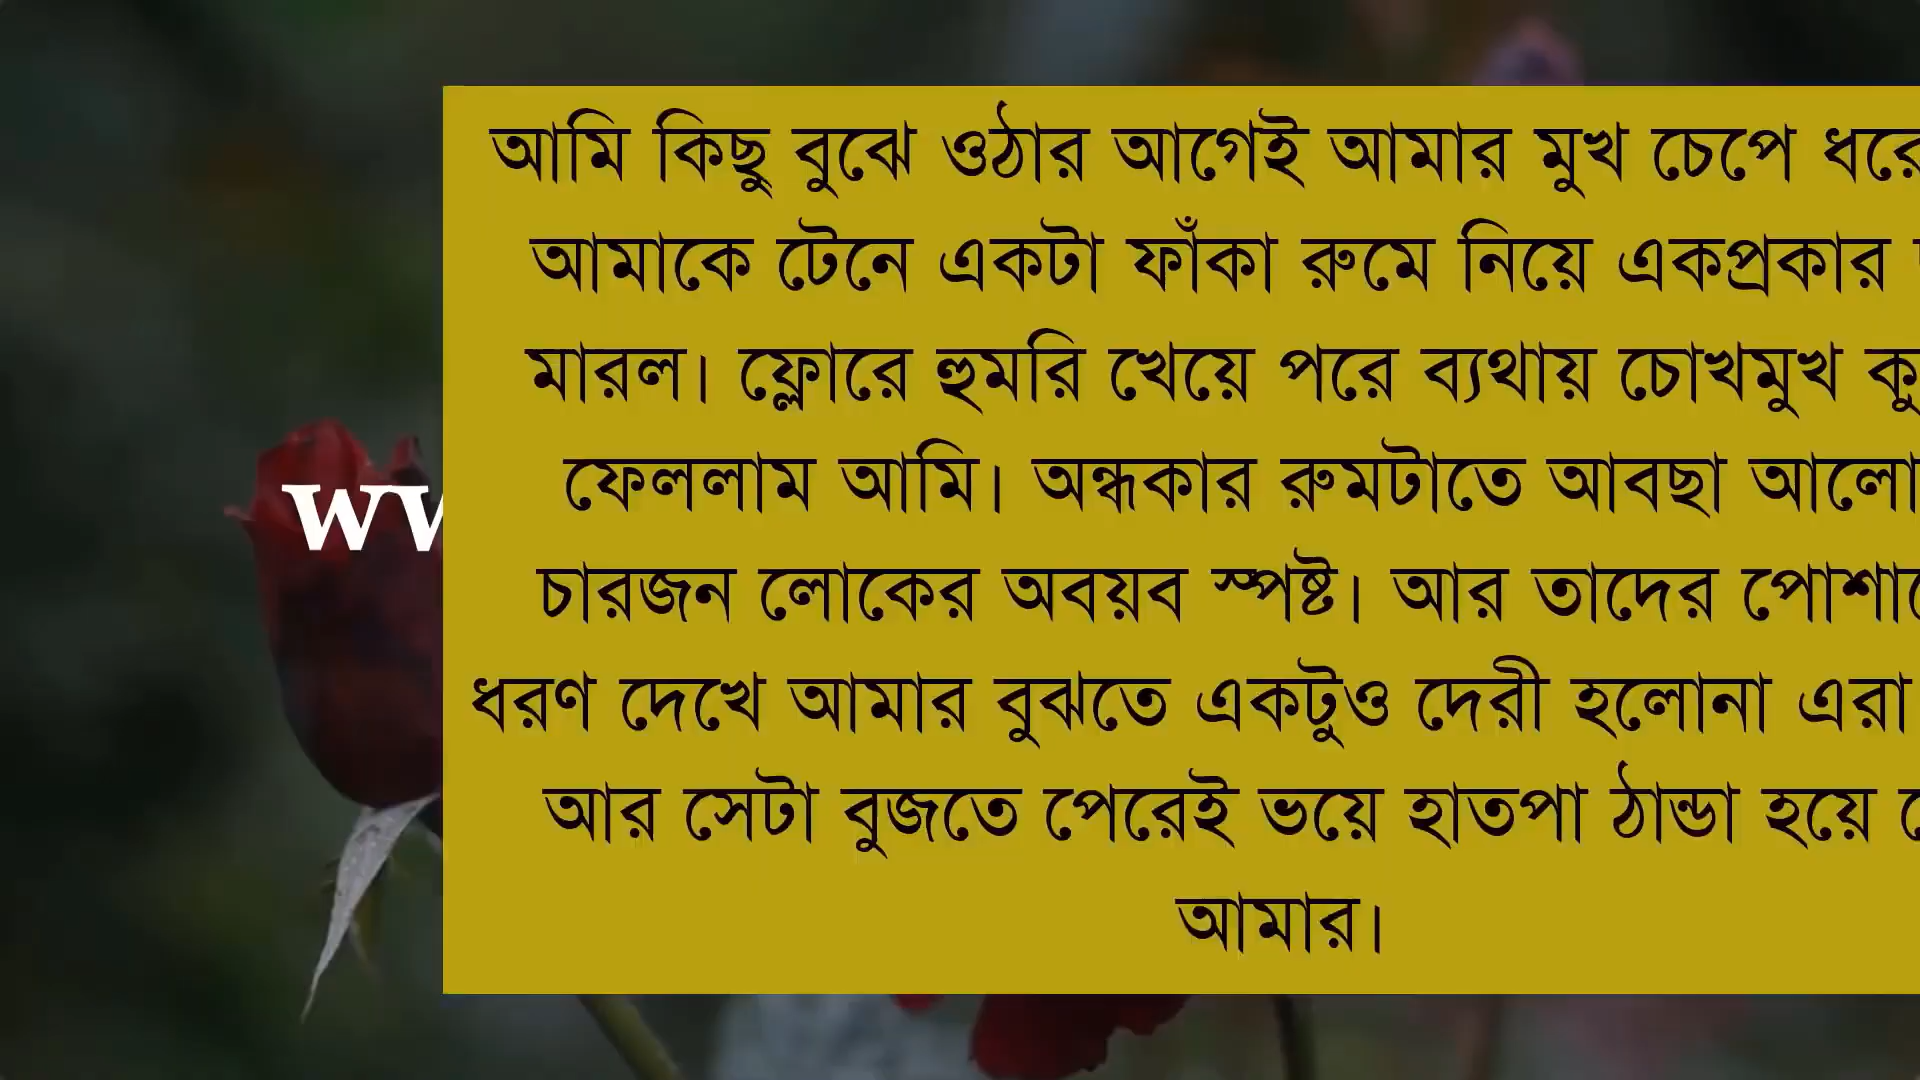 আমি কিছু বুঝে ওঠার আগেই আমার মুখ চেপে ধরে
আমাকে টেনে একটা ফাঁকা রুমে নিয়ে একপ্রকার
মারল। ফ্লোরে হুমরি খেয়ে পরে ব্যথায় চোখমুখ
ফেললাম আমি। অন্ধকার রুমটাতে আবছা আলো
চারজন লোকের অবয়ব স্পষ্ট। আর তাদের
ধরণ দেখে আমার বুঝতে একটুও দেরী হলোনা এরা
আর সেটা বুজতে পেরেই ভয়ে হাতপা ঠান্ডা হয়ে
আমার।